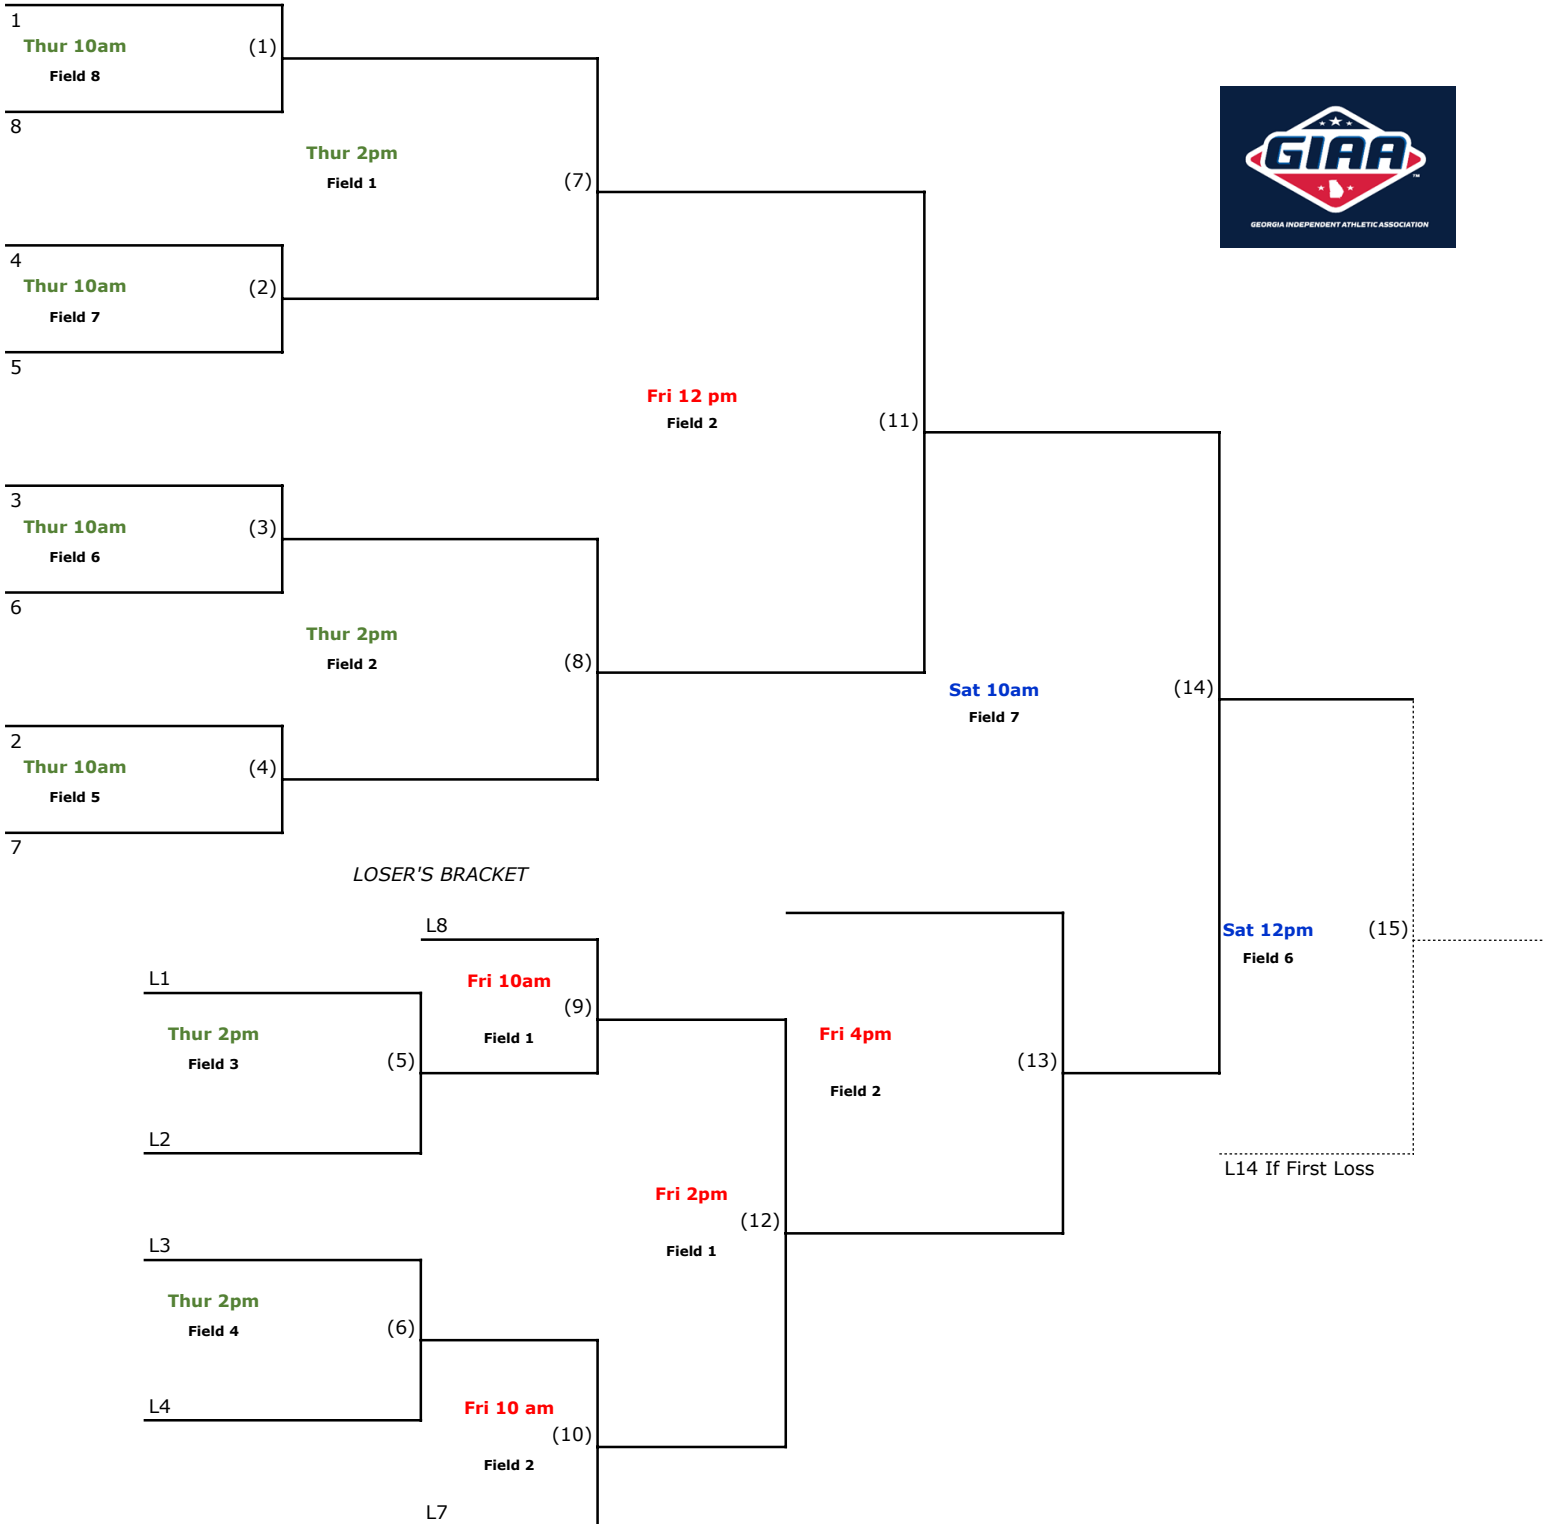 1
Thur 10am
(1)
Field 8
8
Thur 2pm
Field 1
(7)
GIAA
™
GEORGIA INDEPENDENT ATHLETIC ASSOCIATION
4
Thur 10am
(2)
Field 7
5
Fri 12 pm
Field 2
(11)
3
Thur 10am
(3)
Field 6
6
Thur 2pm
Field 2
(8)
Sat 10am
Field 7
(14)
2
Thur 10am
(4)
Field 5
7
LOSER'S BRACKET
L8
Fri 10am
(9)
Field 1
L1
Thur 2pm
Field 3
(5)
L2
Fri 4pm
(13)
Field 2
Sat 12pm
(15)
Field 6
L14 If First Loss
Fri 2pm
(12)
Field 1
L3
Thur 2pm
Field 4
(6)
L4
Fri 10 am
(10)
Field 2
L7